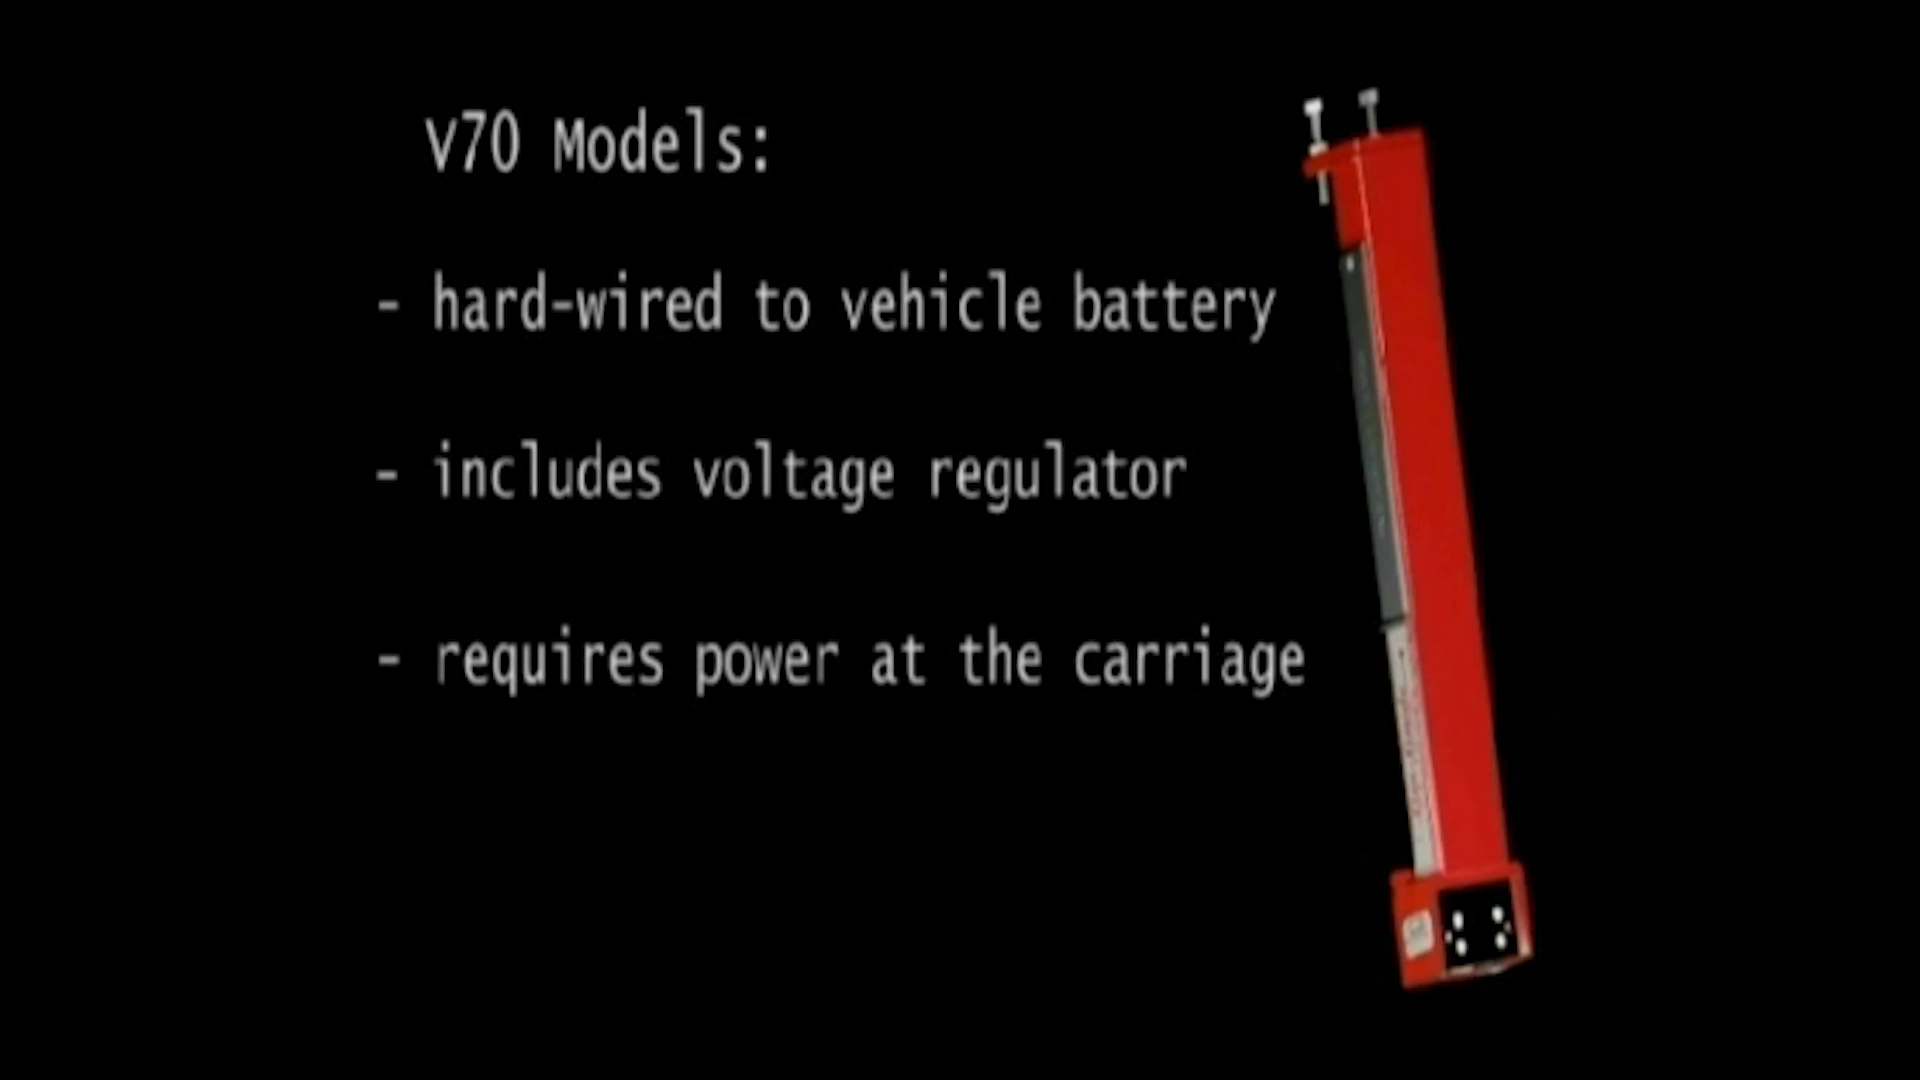 V70 Models:
- hard-wired to vehicle battery
- includes voltage regulator
- requires power at the carriage